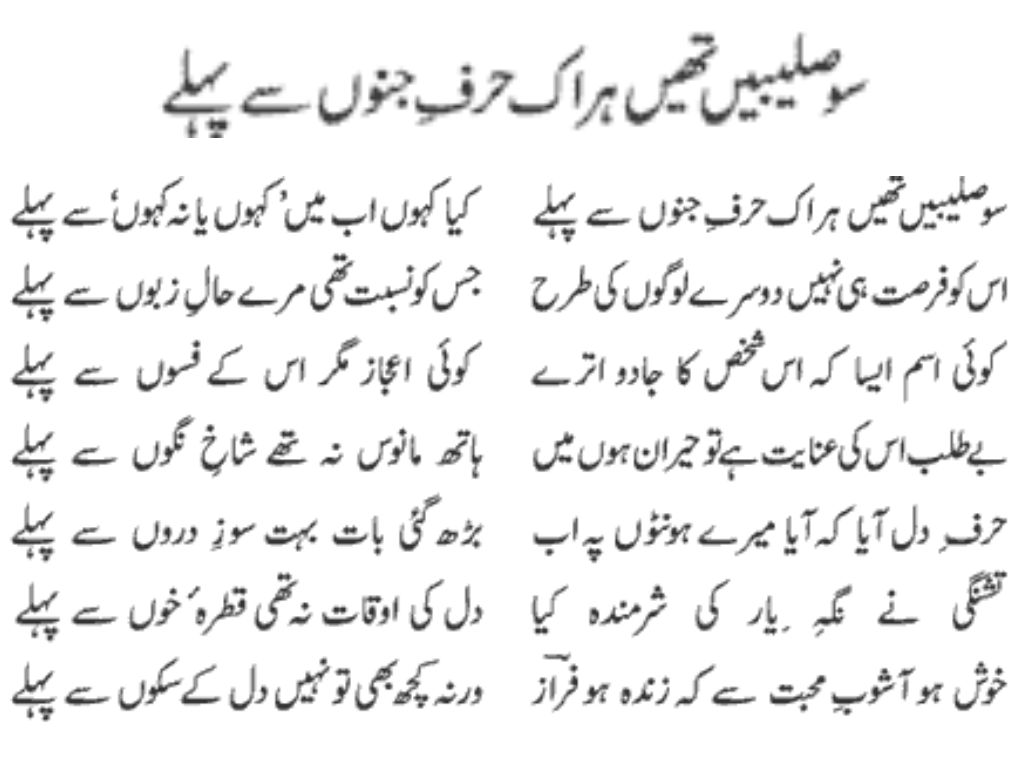 سو صلیبیں تھیں ہر اک حرفِ جنوں سے پہلے
سو صلیبیں تھیں ہر اک حرفِ جنوں سے پہلے کیا کہوں اب میں ’کہوں یا نہ کہوں‘ سے پہلے
اس کو فرصت ہی نہیں دوسرے لوگوں کی طرح جس کو نسبت تھی مرے حالِ زبوں سے پہلے
کوئی اسم ایسا کہ اس شخص کا جادو اترے کوئی اعجاز مگر اس کے فسوں سے پہلے
بے طلب اس کی عنایت ہے تو حیران ہوں میں ہاتھ مانوس نہ تھے شاخِ نگوں سے پہلے
حرفِ دل آیا کہ آیا میرے ہونٹوں پہ اب بڑھ گئی بات بہت سوزِ دروں سے پہلے
تشنگی نے نگہِ یار کی شرمندہ کیا دل کی اوقات نہ تھی قطرہٴ خوں سے پہلے
خوش ہو آشوبِ محبت سے کہ زندہ ہو فرازؔ ورنہ کچھ بھی تو نہیں دل کے سکوں سے پہلے